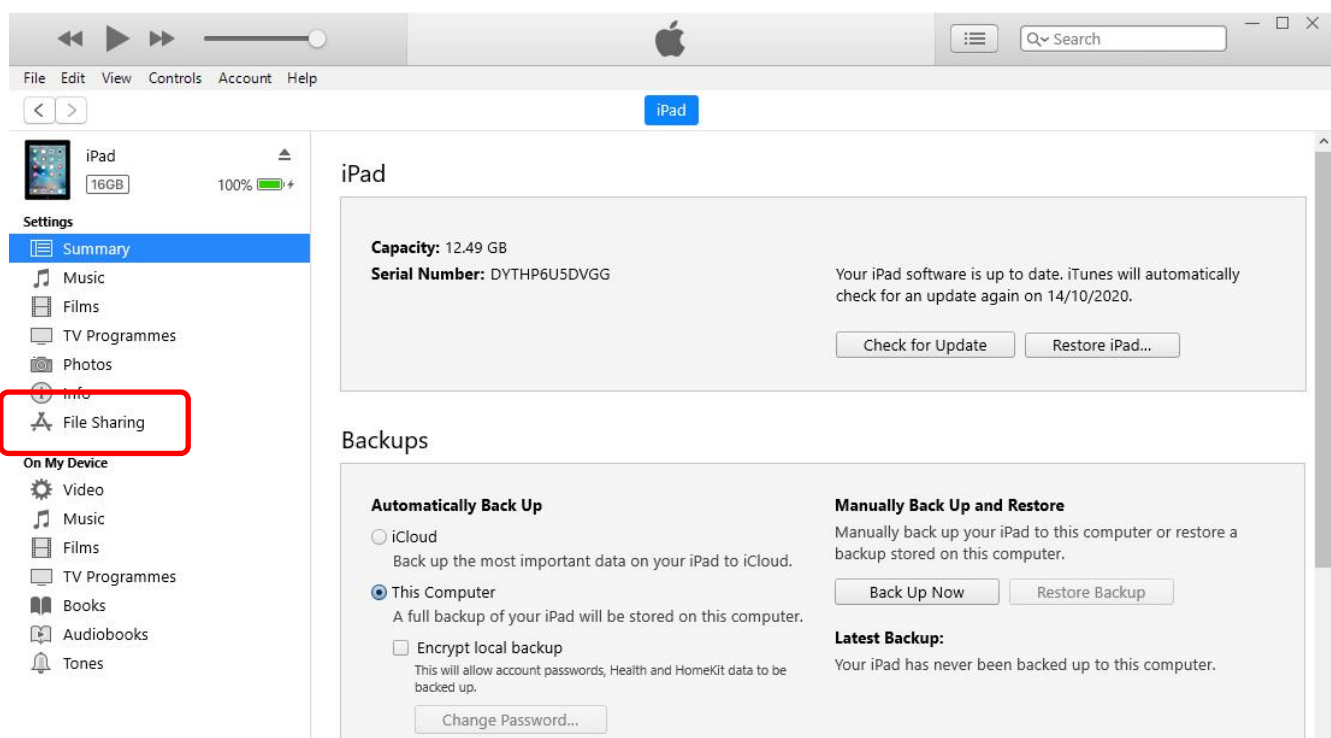 Search
File Edit View Controls Account Help
iPad
iPad
16GB 100%
Settings
Summary
Music
Films
TV Programmes
Photos
Info
File Sharing
On My Device
Video
Music
Films
TV Programmes
Books
Audiobooks
Tones
iPad
Capacity: 12.49 GB
Serial Number: DYTHP6U5DVGG
Your iPad software is up to date. iTunes will automatically
check for an update again on 14/10/2020.
Check for Update Restore iPad...
Backups
Automatically Back Up
iCloud
Back up the most important data on your iPad to iCloud.
This Computer
A full backup of your iPad will be stored on this computer.
Encrypt local backup
This will allow account passwords, Health and HomeKit data to be
backed up.
Change Password...
Manually Back Up and Restore
Manually back up your iPad to this computer or restore a
backup stored on this computer.
Back Up Now Restore Backup
Latest Backup:
Your iPad has never been backed up to this computer.